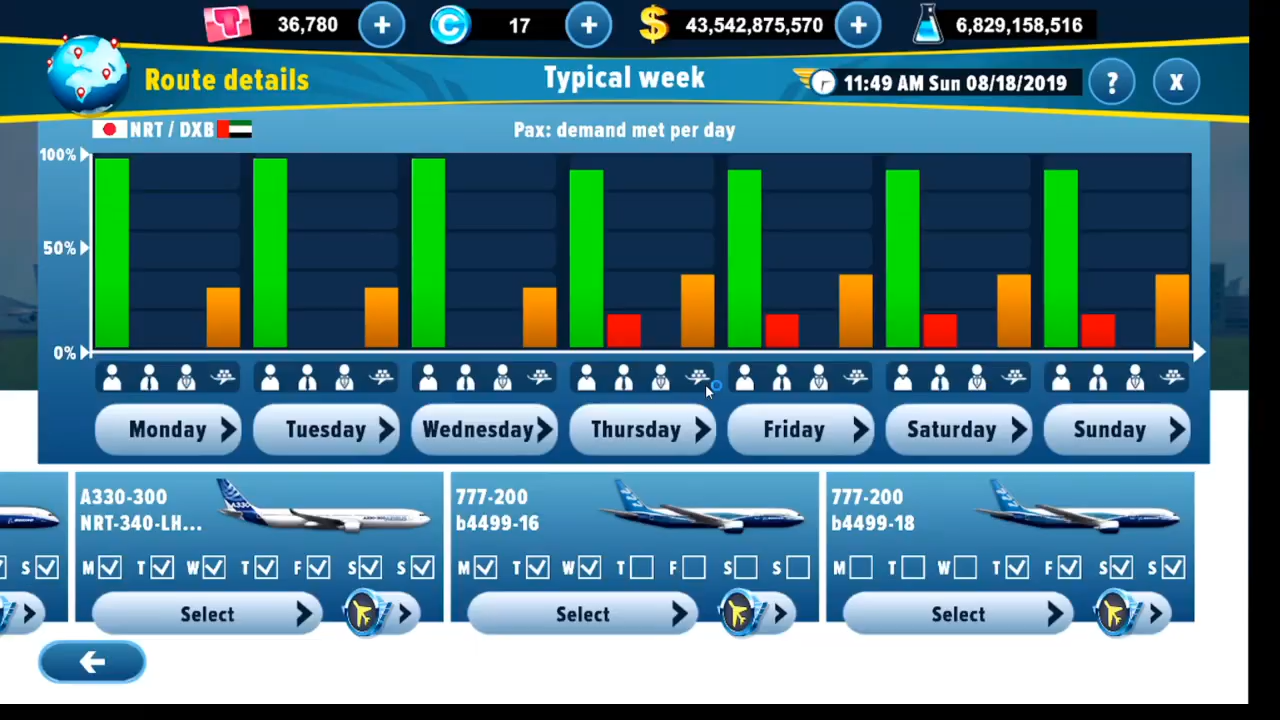 36,780
+
C
17
+
$
43,542,875,570
+
6,829,158,516
Route details
Typical week
11:49 AM Sun 08/18/2019
?
X
NRT / DXB
Pax: demand met per day
100%
50%
0%
Monday
Tuesday
Wednesday
Thursday
Friday
Saturday
Sunday
S
A330-300
NRT-340-LH...
M T W T F S S
Select
777-200
b4499-16
M T W T F S S
Select
777-200
b4499-18
M T W T F S S
Select